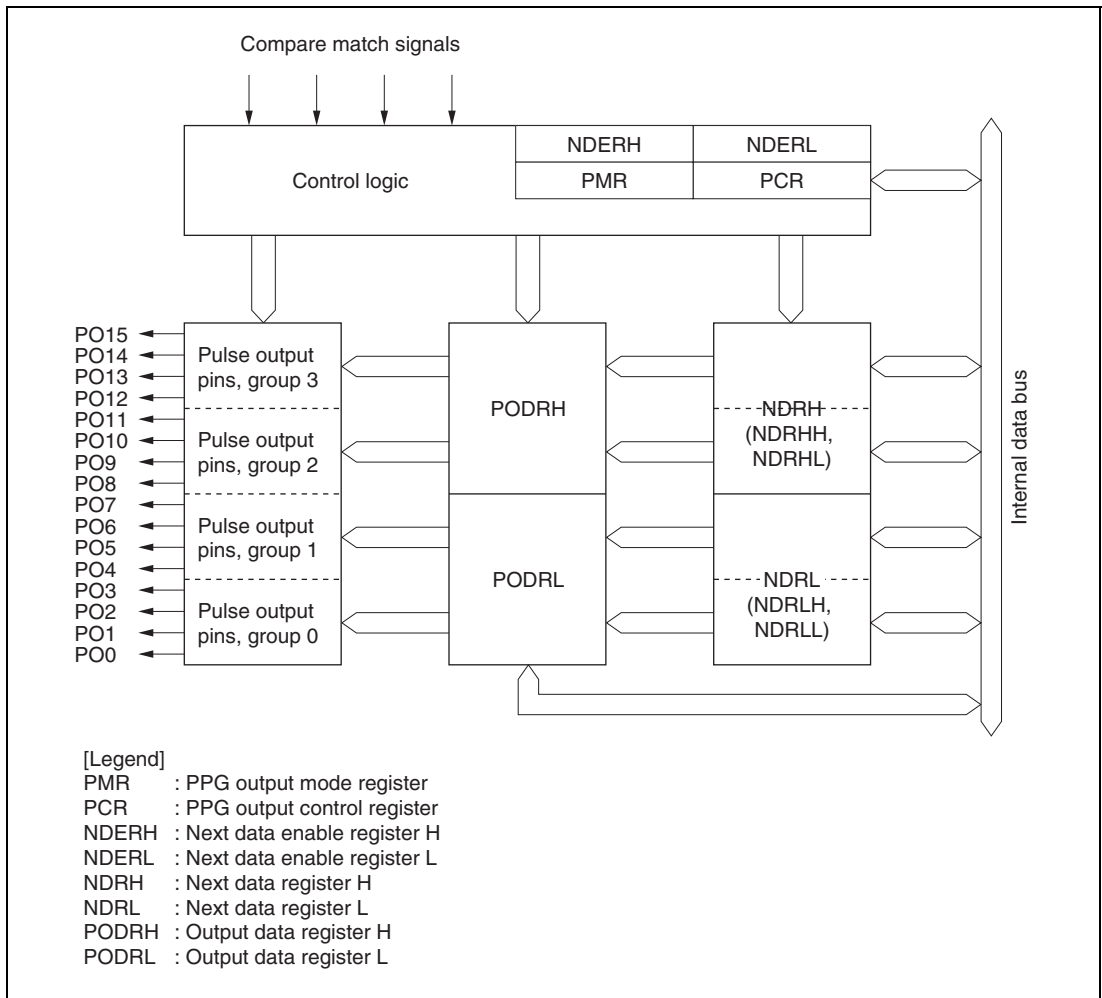 Compare match signals
Control logic
NDERH
NDERL
PMR
PCR
PO15
PO14
PO13
PO12
PO11
PO10
PO9
PO8
PO7
PO6
PO5
PO4
PO3
PO2
PO1
PO0
Pulse output
pins, group 3
Pulse output
pins, group 2
Pulse output
pins, group 1
Pulse output
pins, group 0
PODRH
PODRL
NDRH
(NDRHH,
NDRHL)
NDRL
(NDRLH,
NDRLL)
Internal data bus
[Legend]
PMR : PPG output mode register
PCR : PPG output control register
NDERH : Next data enable register H
NDERL : Next data enable register L
NDRH : Next data register H
NDRL : Next data register L
PODRH : Output data register H
PODRL : Output data register L